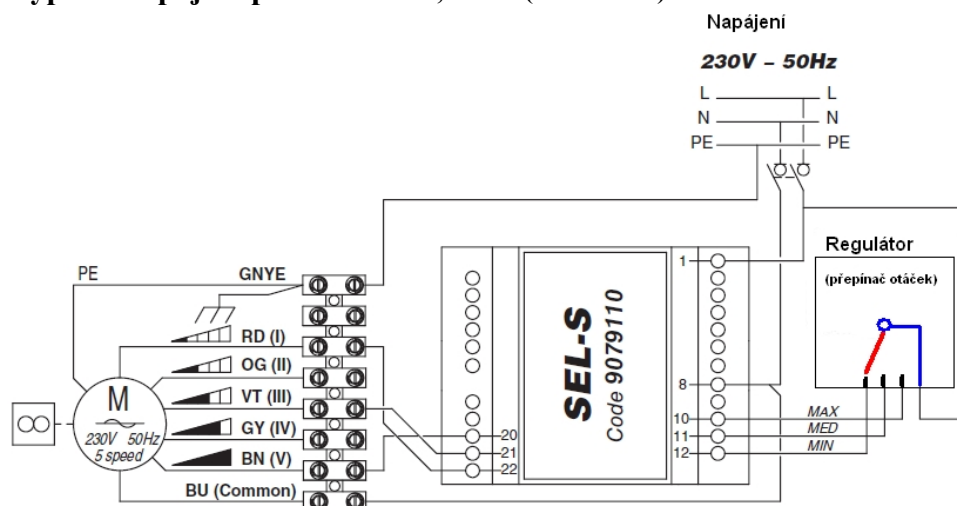 Napájení
230V – 50Hz
L L
N N
PE PE
Regulátor
(přepínač otáček)
PE
GNYE
RD (I)
OG (II)
VT (III)
GY (IV)
BN (V)
BU (Common)
M
230V 50Hz
5 speed
SEL-S
Code 9079110
1
8
10
11
12
20
21
22
MAX
MED
MIN